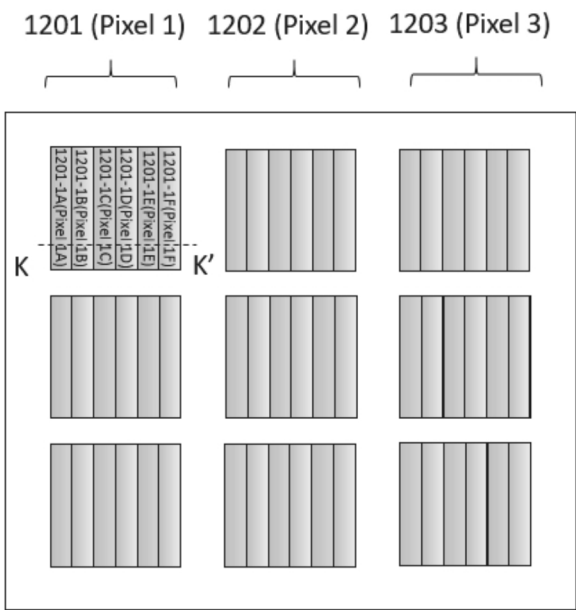 1201 (Pixel 1) 1202 (Pixel 2) 1203 (Pixel 3)
1201-1A(Pixel 1A)
1201-1B(Pixel 1B)
1201-1C(Pixel 1C)
1201-1D(Pixel 1D)
1201-1E(Pixel 1E)
1201-1F(Pixel 1F)
K K’